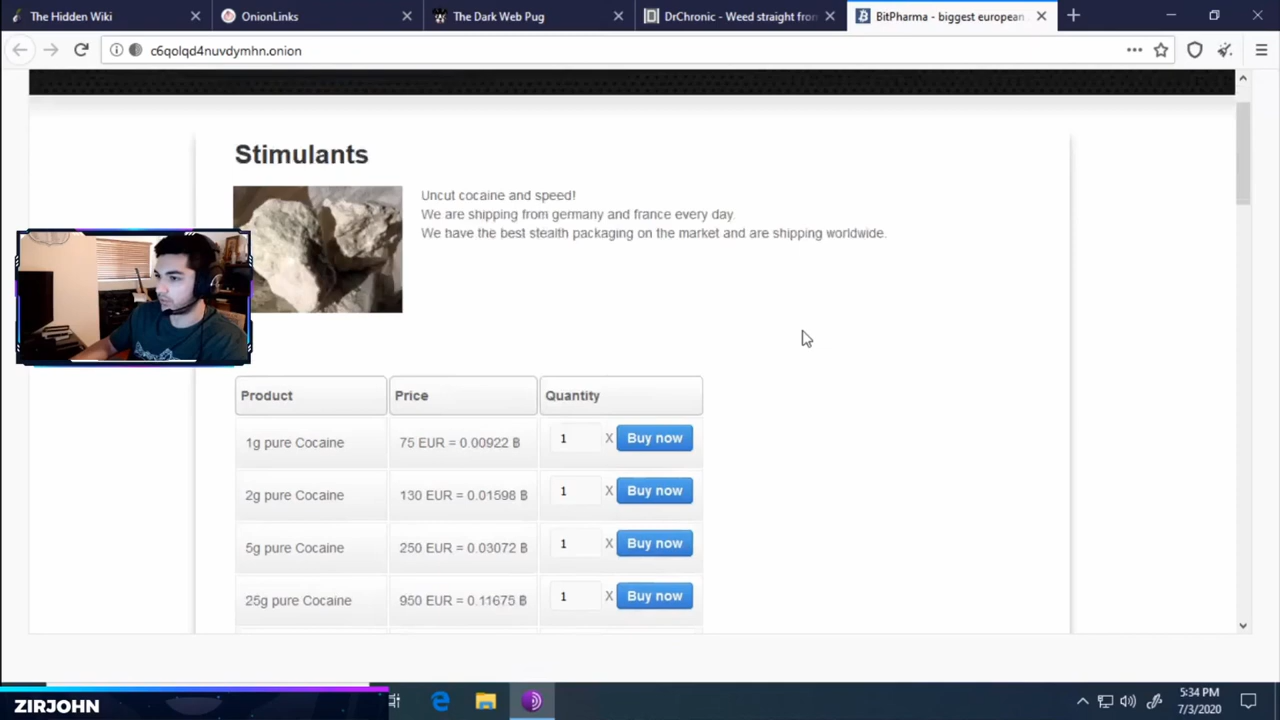 The Hidden Wiki
OnionLinks
The Dark Web Pug
DrChronic - Weed straight from
BitPharma - biggest european
c6qolqd4nuvdymhn.onion
Stimulants
Uncut cocaine and speed!
We are shipping from germany and france every day.
We have the best stealth packaging on the market and are shipping worldwide.
Product Price Quantity
1g pure Cocaine 75 EUR = 0.00922 ฿ 1 X Buy now
2g pure Cocaine 130 EUR = 0.01598 ฿ 1 X Buy now
5g pure Cocaine 250 EUR = 0.03072 ฿ 1 X Buy now
25g pure Cocaine 950 EUR = 0.11675 ฿ 1 X Buy now
ZIRJOHN
5:34 PM
7/3/2020